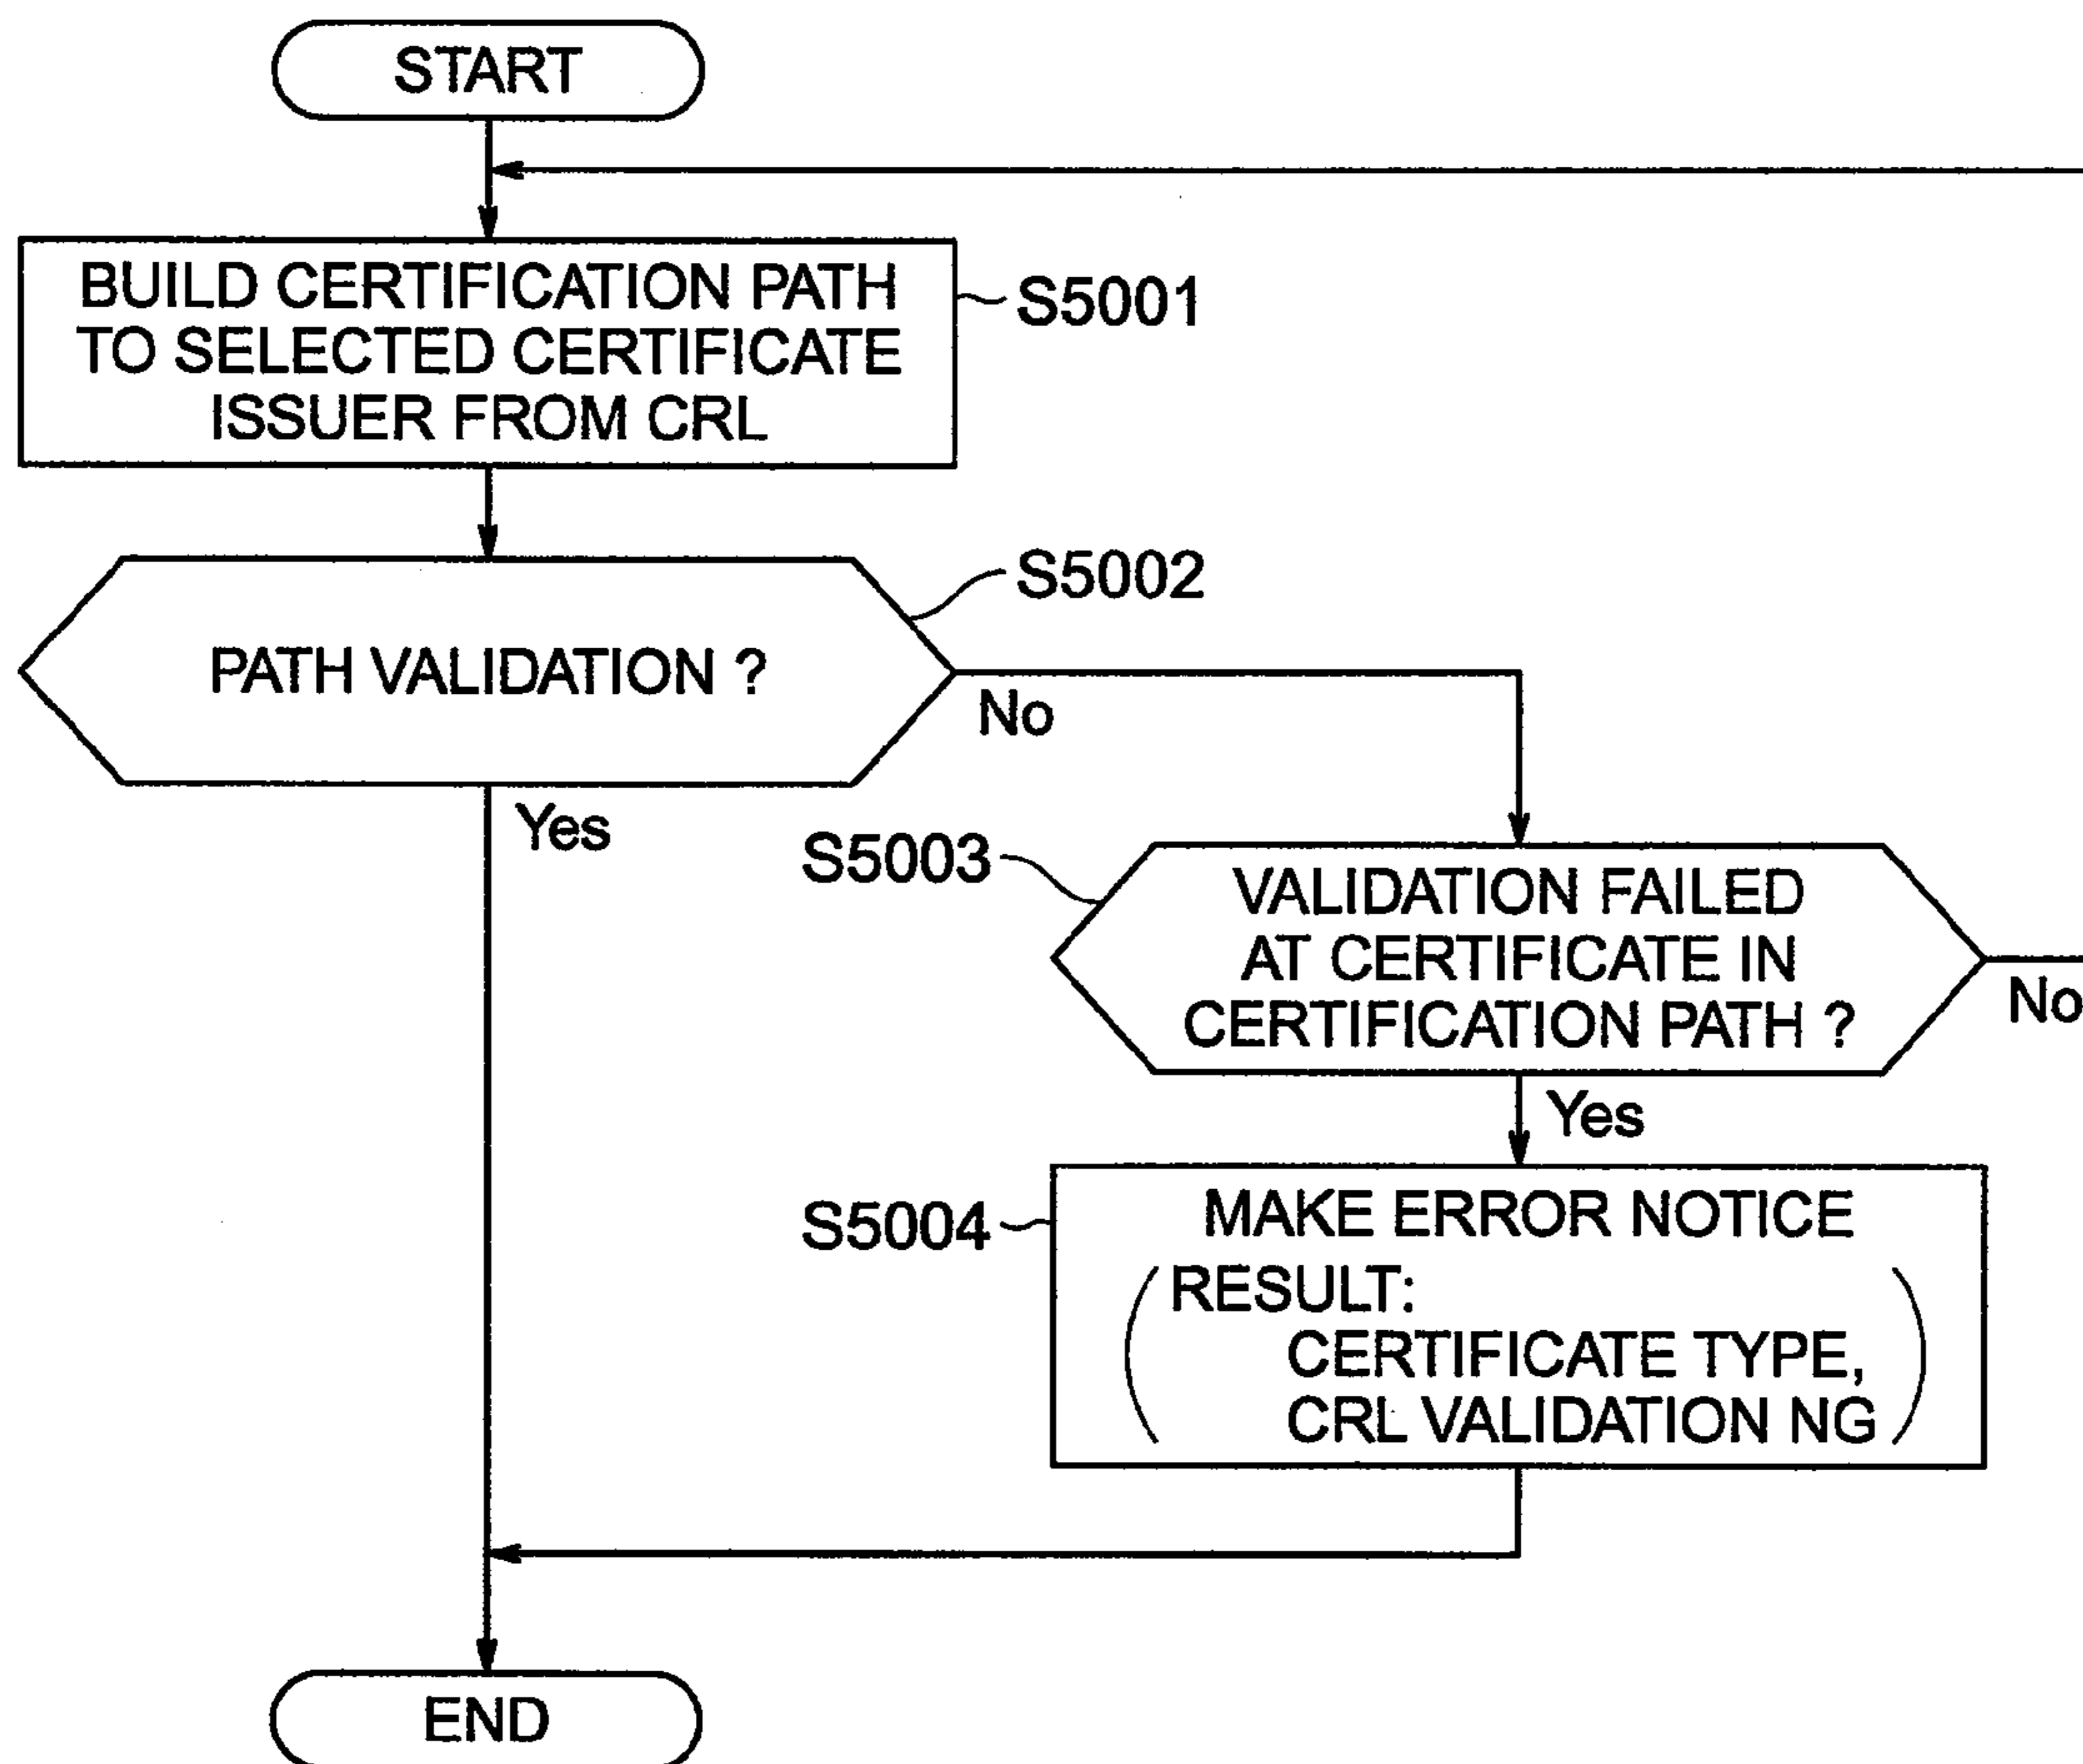 START
BUILD CERTIFICATION PATH
TO SELECTED CERTIFICATE
ISSUER FROM CRL
S5001
PATH VALIDATION ?
S5002
No
Yes
S5003
VALIDATION FAILED
AT CERTIFICATE IN
CERTIFICATION PATH ?
No
Yes
S5004
MAKE ERROR NOTICE
(RESULT:
CERTIFICATE TYPE,
CRL VALIDATION NG)
END